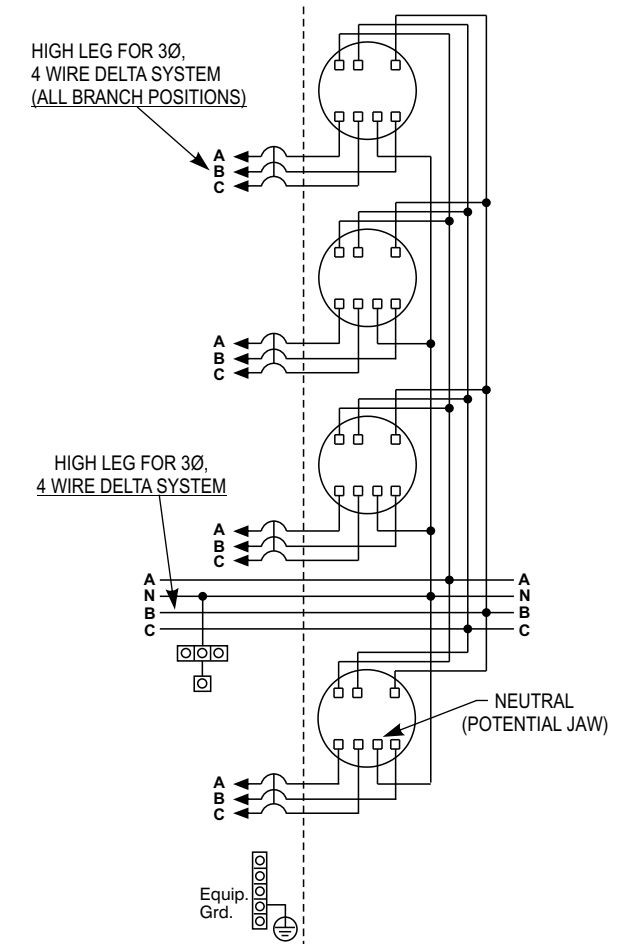 HIGH LEG FOR 3Ø,
4 WIRE DELTA SYSTEM
(ALL BRANCH POSITIONS)
A
B
C
A
B
C
HIGH LEG FOR 3Ø,
4 WIRE DELTA SYSTEM
A
B
C
A A
N N
B B
C C
NEUTRAL
(POTENTIAL JAW)
A
B
C
Equip.
Grd.